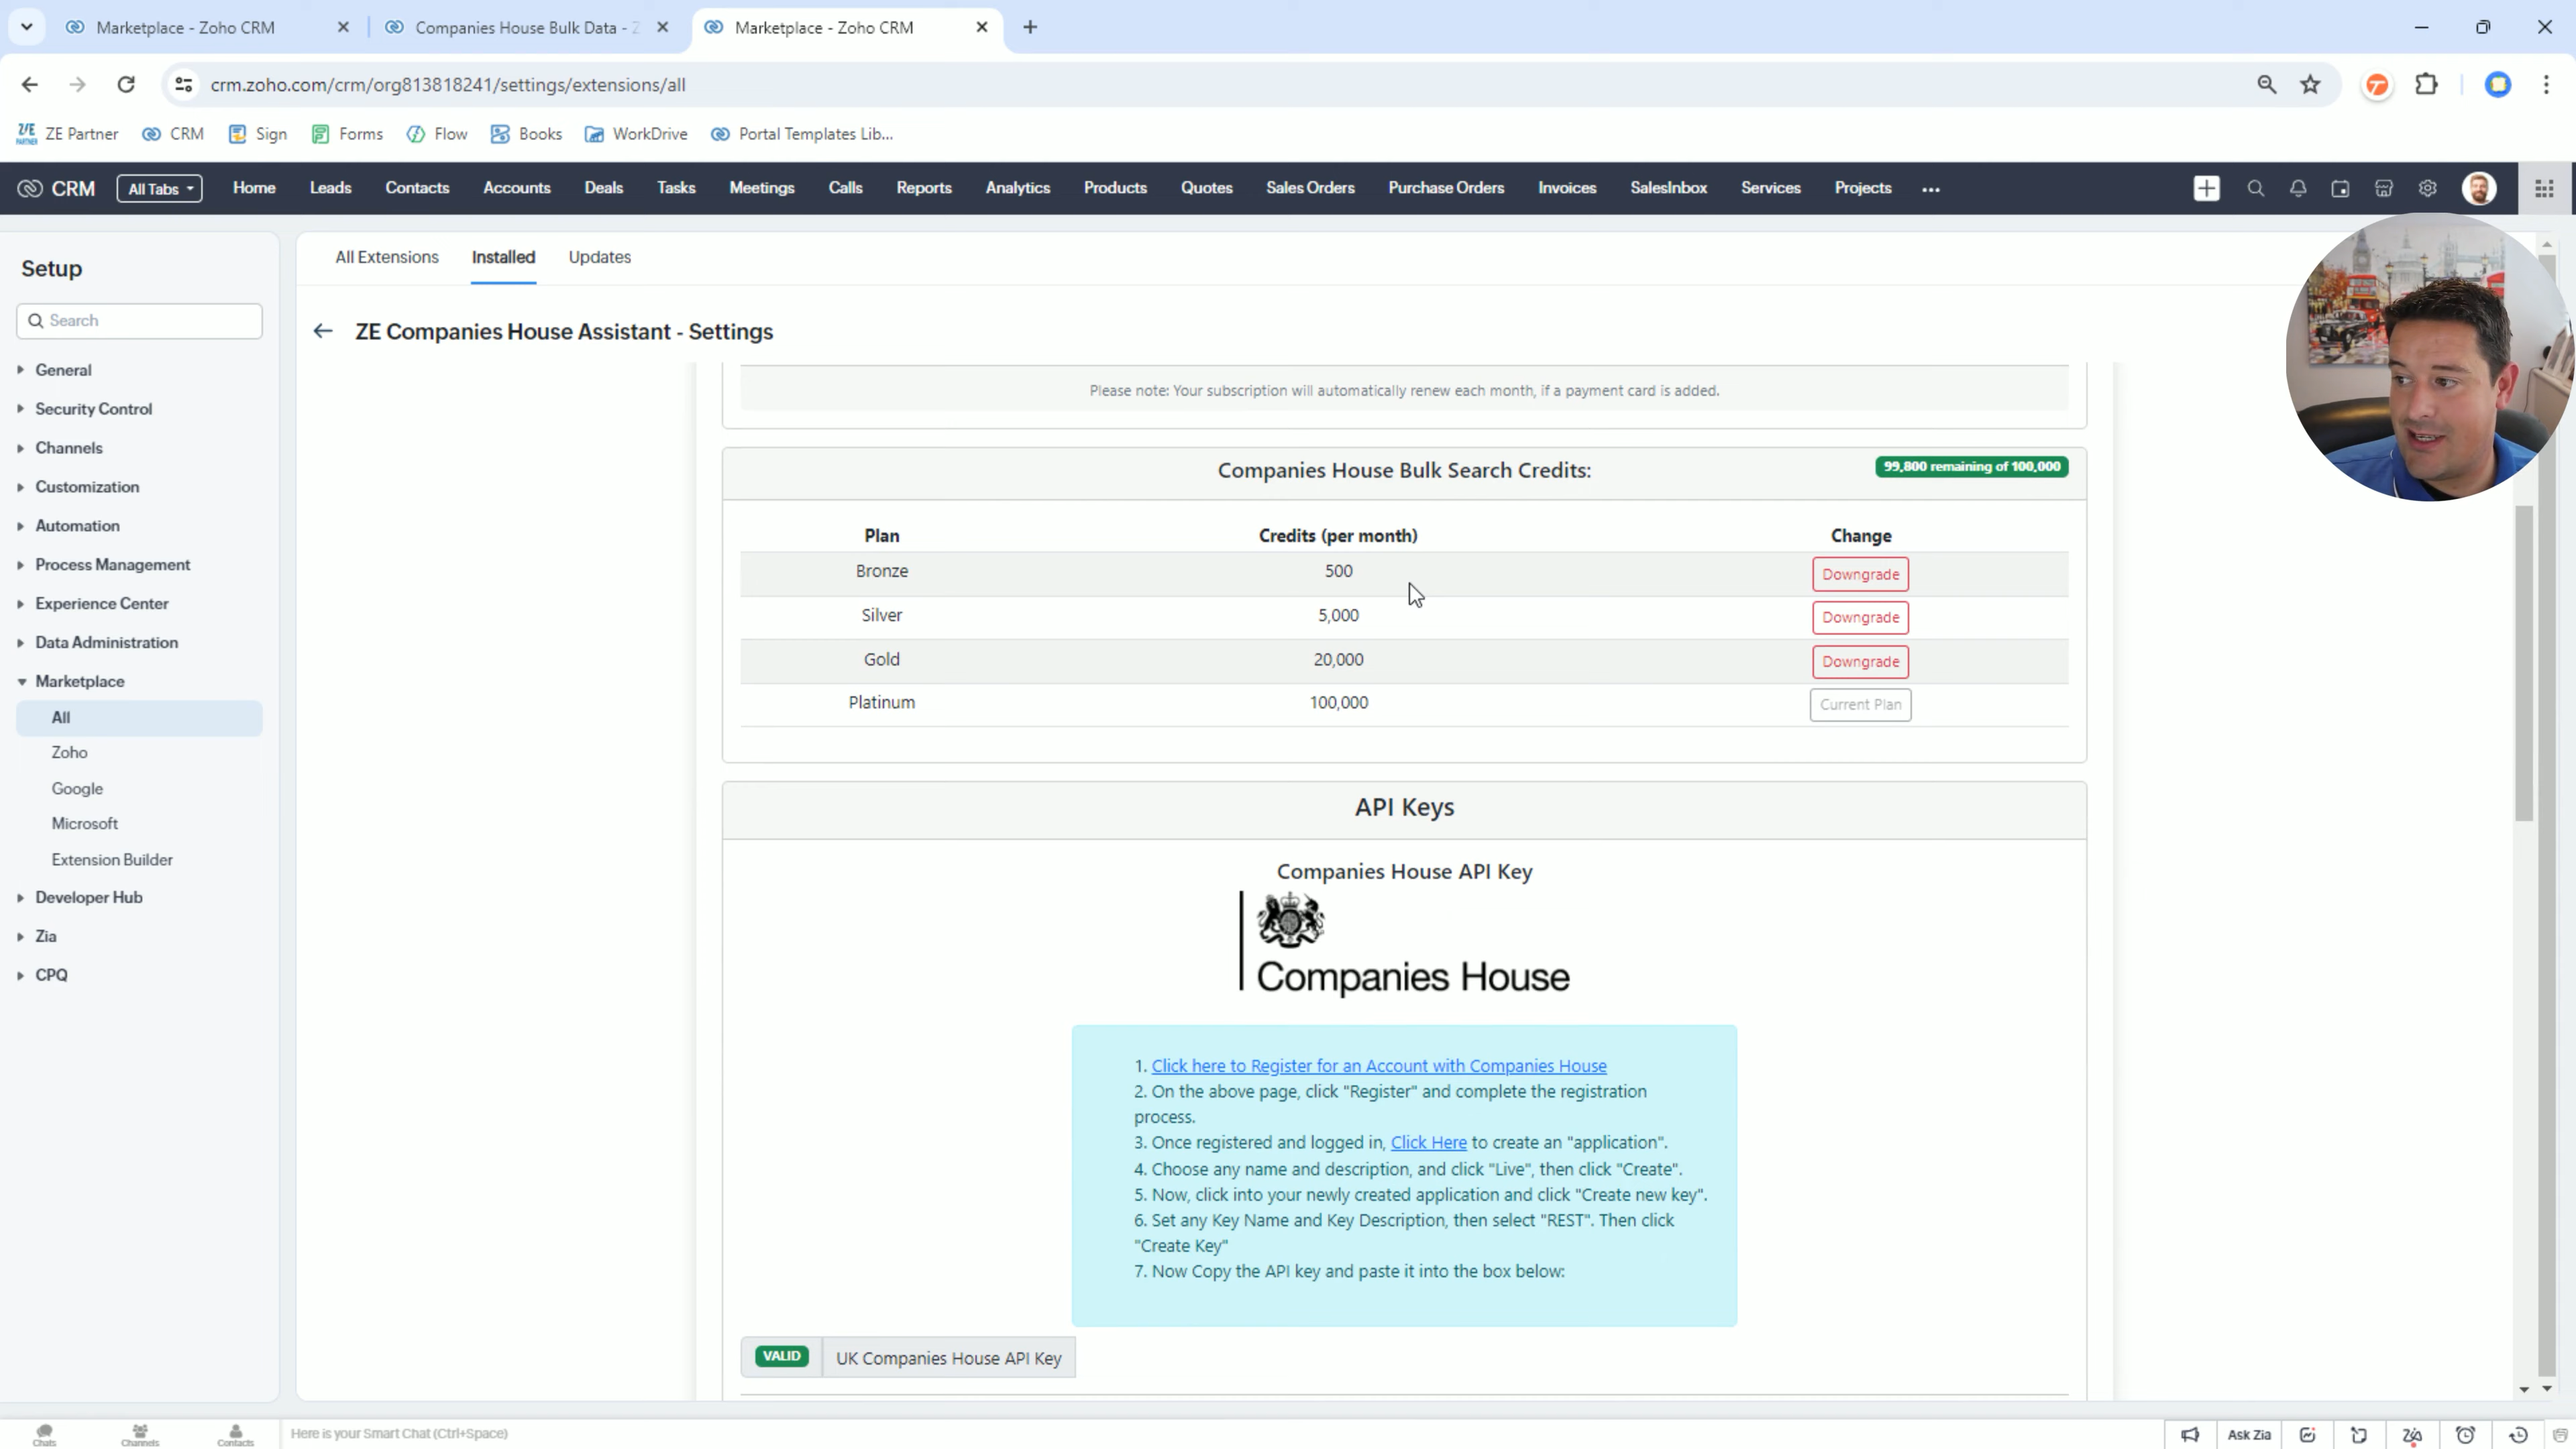 Marketplace - Zoho CRM
Companies House Bulk Data - Z
Marketplace - Zoho CRM
crm.zoho.com/crm/org813818241/settings/extensions/all
ZE Partner
CRM
Sign
Forms
Flow
Books
WorkDrive
Portal Templates Lib...
CRM
All Tabs
Home
Leads
Contacts
Accounts
Deals
Tasks
Meetings
Calls
Reports
Analytics
Products
Quotes
Sales Orders
Purchase Orders
Invoices
SalesInbox
Services
Projects
Setup
Search
General
Security Control
Channels
Customization
Automation
Process Management
Experience Center
Data Administration
Marketplace
All
Zoho
Google
Microsoft
Extension Builder
Developer Hub
Zia
CPQ
All Extensions
Installed
Updates
ZE Companies House Assistant - Settings
Please note: Your subscription will automatically renew each month, if a payment card is added.
Companies House Bulk Search Credits:
99,800 remaining of 100,000
Plan Credits (per month) Change
Bronze 500 Downgrade
Silver 5,000 Downgrade
Gold 20,000 Downgrade
Platinum 100,000 Current Plan
API Keys
Companies House API Key
Companies House
1. Click here to Register for an Account with Companies House
2. On the above page, click "Register" and complete the registration
process.
3. Once registered and logged in, Click Here to create an "application".
4. Choose any name and description, and click "Live", then click "Create".
5. Now, click into your newly created application and click "Create new key".
6. Set any Key Name and Key Description, then select "REST". Then click
"Create Key"
7. Now Copy the API key and paste it into the box below:
VALID UK Companies House API Key
Chats
Channels
Contacts
Here is your Smart Chat (Ctrl+Space)
Ask Zia